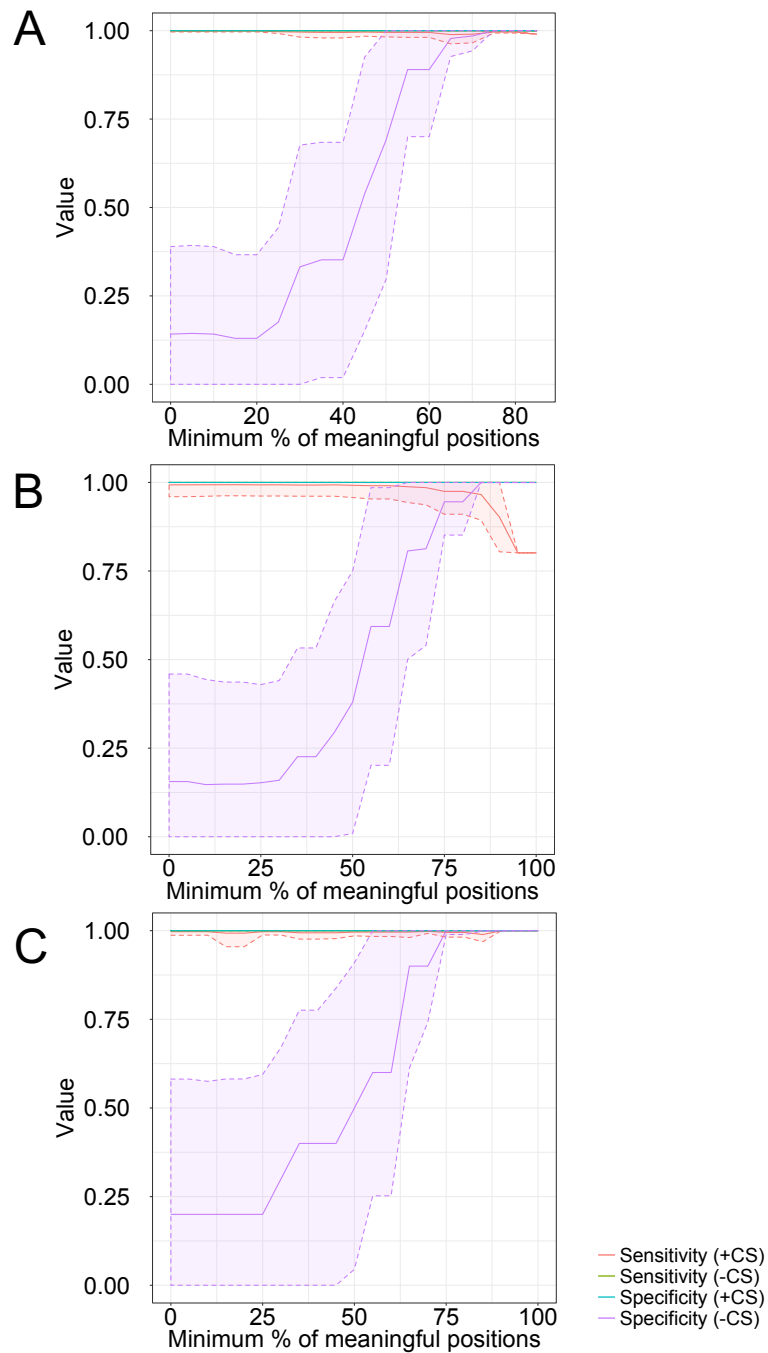 A
1.00
0.75
0.50
0.25
0.00
Value
0 20 40 60 80
Minimum % of meaningful positions
B
1.00
0.75
0.50
0.25
0.00
Value
0 25 50 75 100
Minimum % of meaningful positions
C
1.00
0.75
0.50
0.25
0.00
Value
0 25 50 75 100
Minimum % of meaningful positions
Sensitivity (+CS)
Sensitivity (-CS)
Specificity (+CS)
Specificity (-CS)